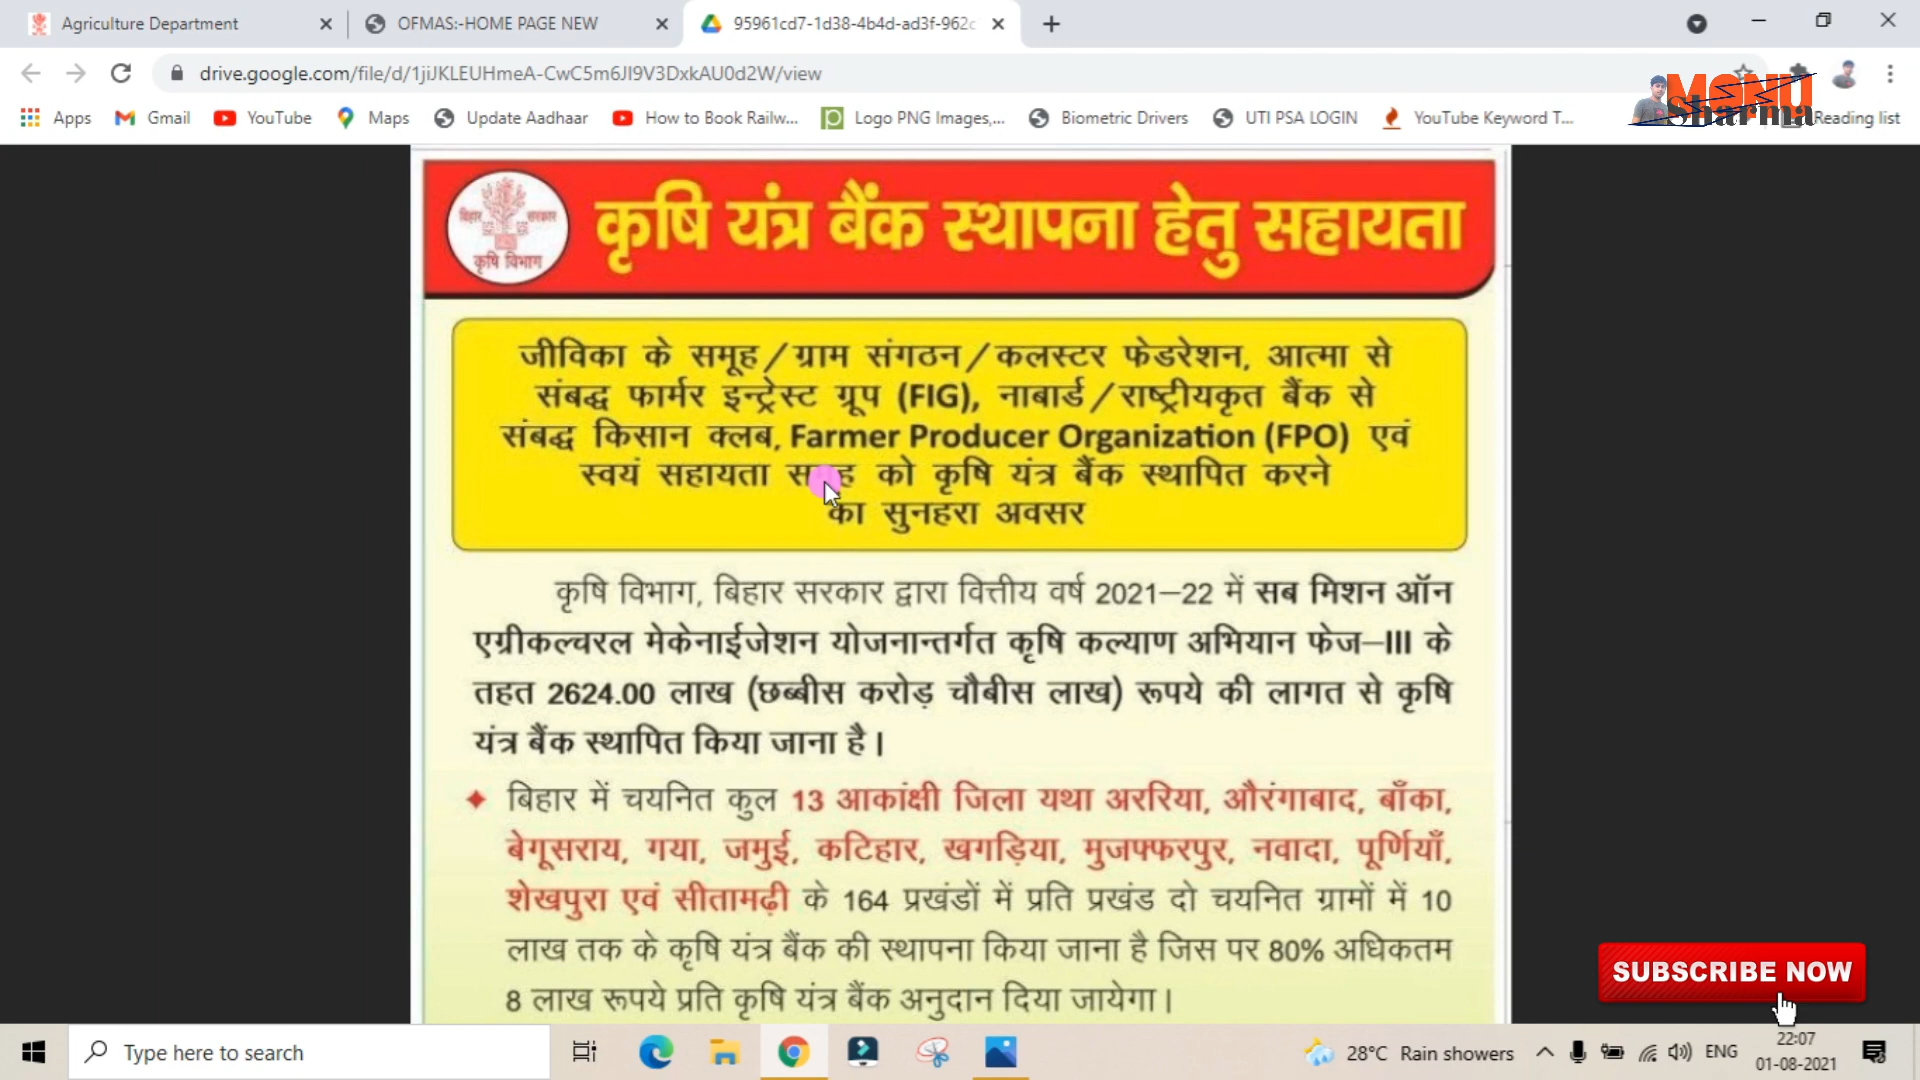 Agriculture Department
OFMAS:-HOME PAGE NEW
95961cd7-1d38-4b4d-ad3f-962c
drive.google.com/file/d/1jiJKLEUHmeA-CwC5m6JI9V3DxkAU0d2W/view
Apps
Gmail
YouTube
Maps
Update Aadhaar
How to Book Railw...
Logo PNG Images,...
Biometric Drivers
UTI PSA LOGIN
YouTube Keyword T...
Reading list
MONU
Sharma
बिहार सरकार
कृषि विभाग
कृषि यंत्र बैंक स्थापना हेतु सहायता
जीविका के समूह/ग्राम संगठन/कलस्टर फेडरेशन, आत्मा से
संबद्ध फार्मर इन्ट्रेस्ट ग्रूप (FIG), नाबार्ड/राष्ट्रीयकृत बैंक से
संबद्ध किसान क्लब, Farmer Producer Organization (FPO) एवं
स्वयं सहायता समूह को कृषि यंत्र बैंक स्थापित करने
का सुनहरा अवसर
कृषि विभाग, बिहार सरकार द्वारा वित्तीय वर्ष 2021–22 में सब मिशन ऑन
एग्रीकल्चरल मेकेनाईजेशन योजनान्तर्गत कृषि कल्याण अभियान फेज–III के
तहत 2624.00 लाख (छब्बीस करोड़ चौबीस लाख) रूपये की लागत से कृषि
यंत्र बैंक स्थापित किया जाना है।
बिहार में चयनित कुल 13 आकांक्षी जिला यथा अररिया, औरंगाबाद, बाँका,
बेगूसराय, गया, जमुई, कटिहार, खगड़िया, मुजफ्फरपुर, नवादा, पूर्णियाँ,
शेखपुरा एवं सीतामढ़ी के 164 प्रखंडों में प्रति प्रखंड दो चयनित ग्रामों में 10
लाख तक के कृषि यंत्र बैंक की स्थापना किया जाना है जिस पर 80% अधिकतम
8 लाख रूपये प्रति कृषि यंत्र बैंक अनुदान दिया जायेगा।
SUBSCRIBE NOW
Type here to search
28°C Rain showers
ENG
22:07
01-08-2021